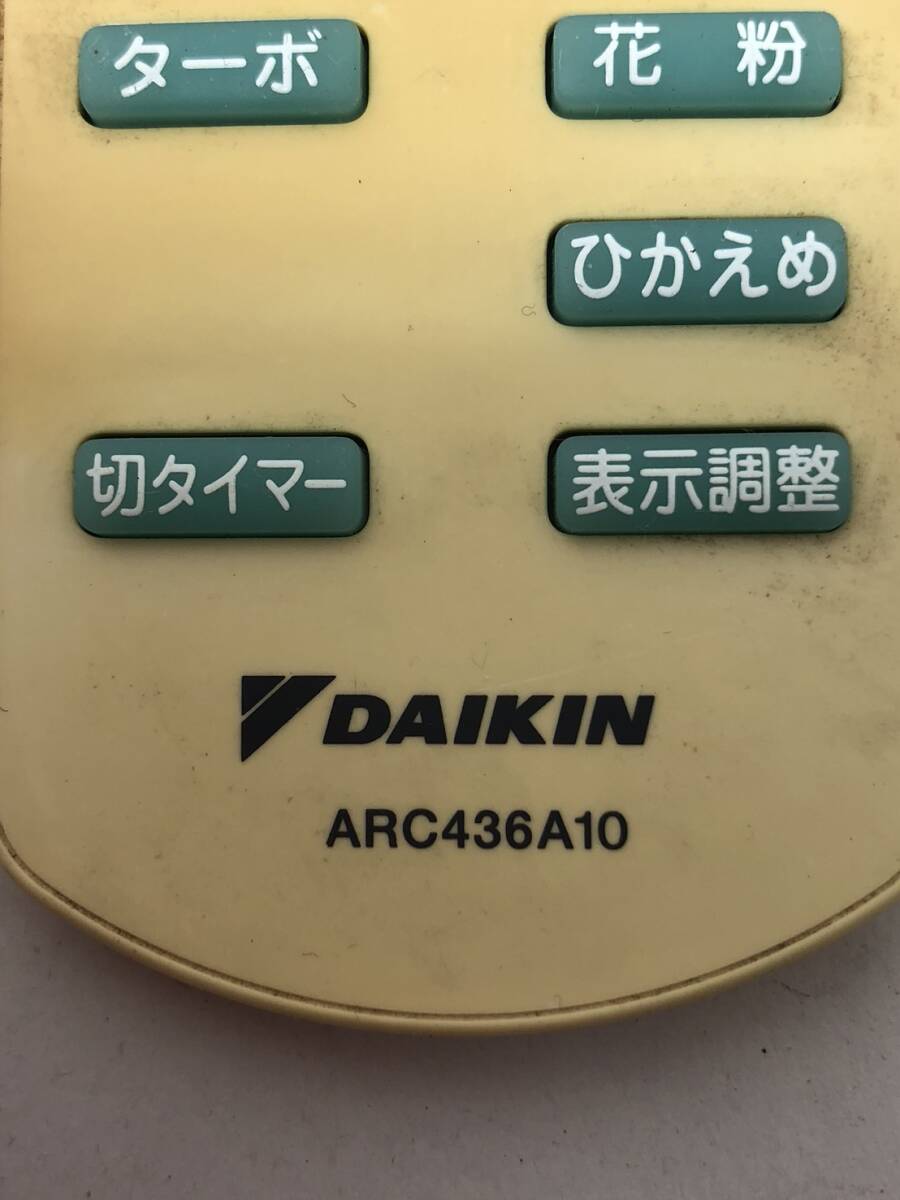 ターボ
花 粉
ひかえめ
切タイマー
表示調整
DAIKIN
ARC436A10